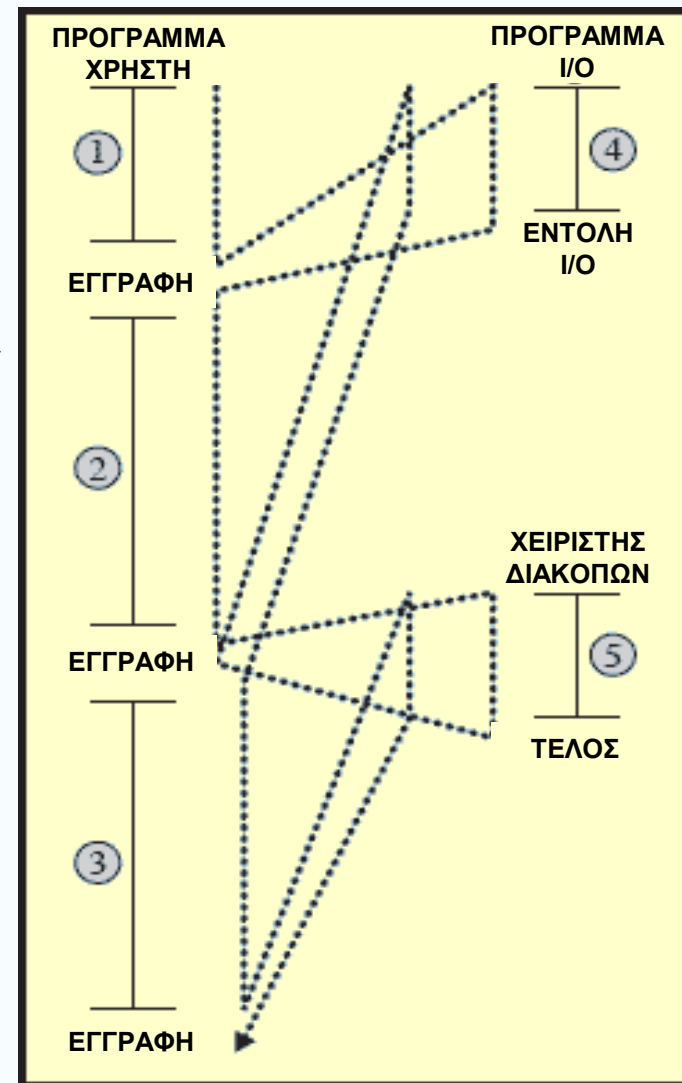 ΠΡΟΓΡΑΜΜΑ
ΧΡΗΣΤΗ
ΠΡΟΓΡΑΜΜΑ
I/O
1
4
ΕΝΤΟΛΗ
I/O
ΕΓΓΡΑΦΗ
2
ΧΕΙΡΙΣΤΗΣ
ΔΙΑΚΟΠΩΝ
ΕΓΓΡΑΦΗ
5
ΤΕΛΟΣ
3
ΕΓΓΡΑΦΗ